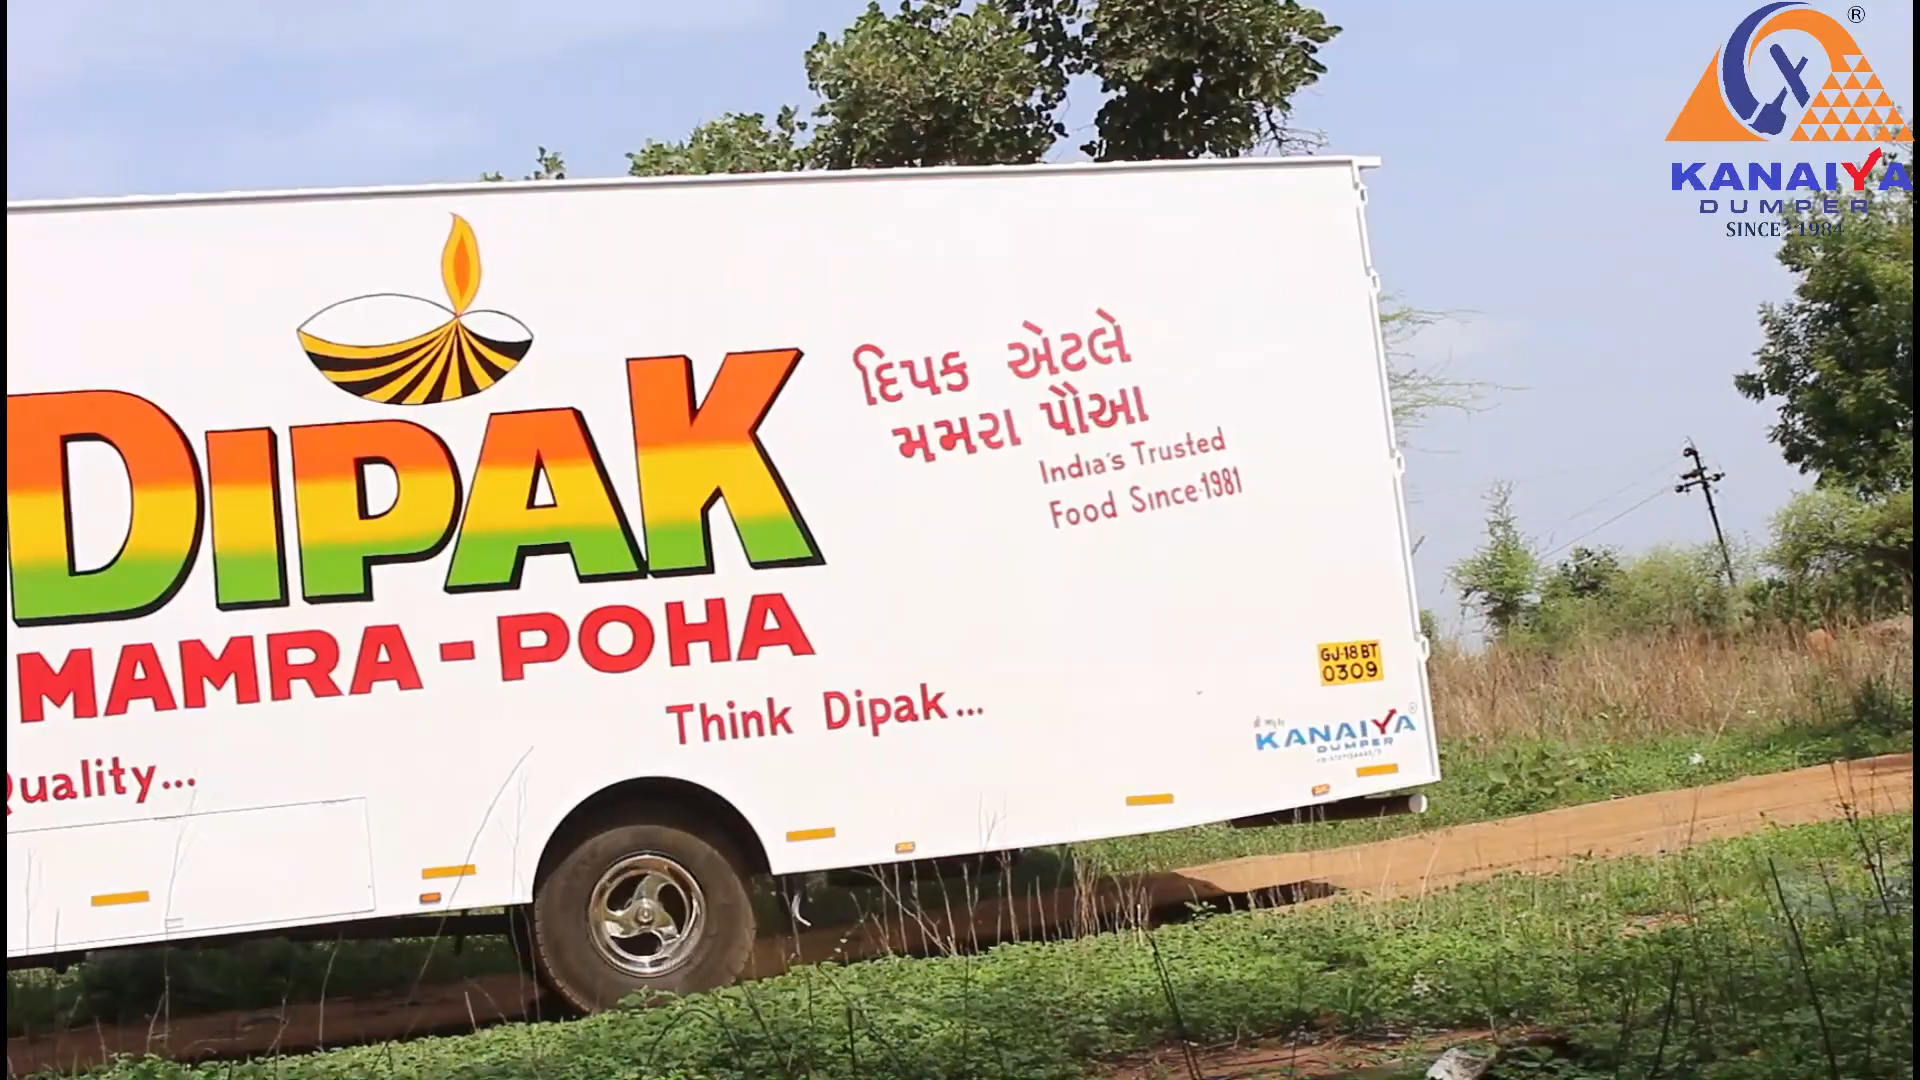 DIPAK
MAMRA - POHA
Quality...
Think Dipak...
દિપક એટલે
મમરા પૌઆ
India's Trusted
Food Since-1981
GJ-18 BT
0309
KANAIYA
DUMPER
®
KANAIYA
DUMPER
SINCE : 1984